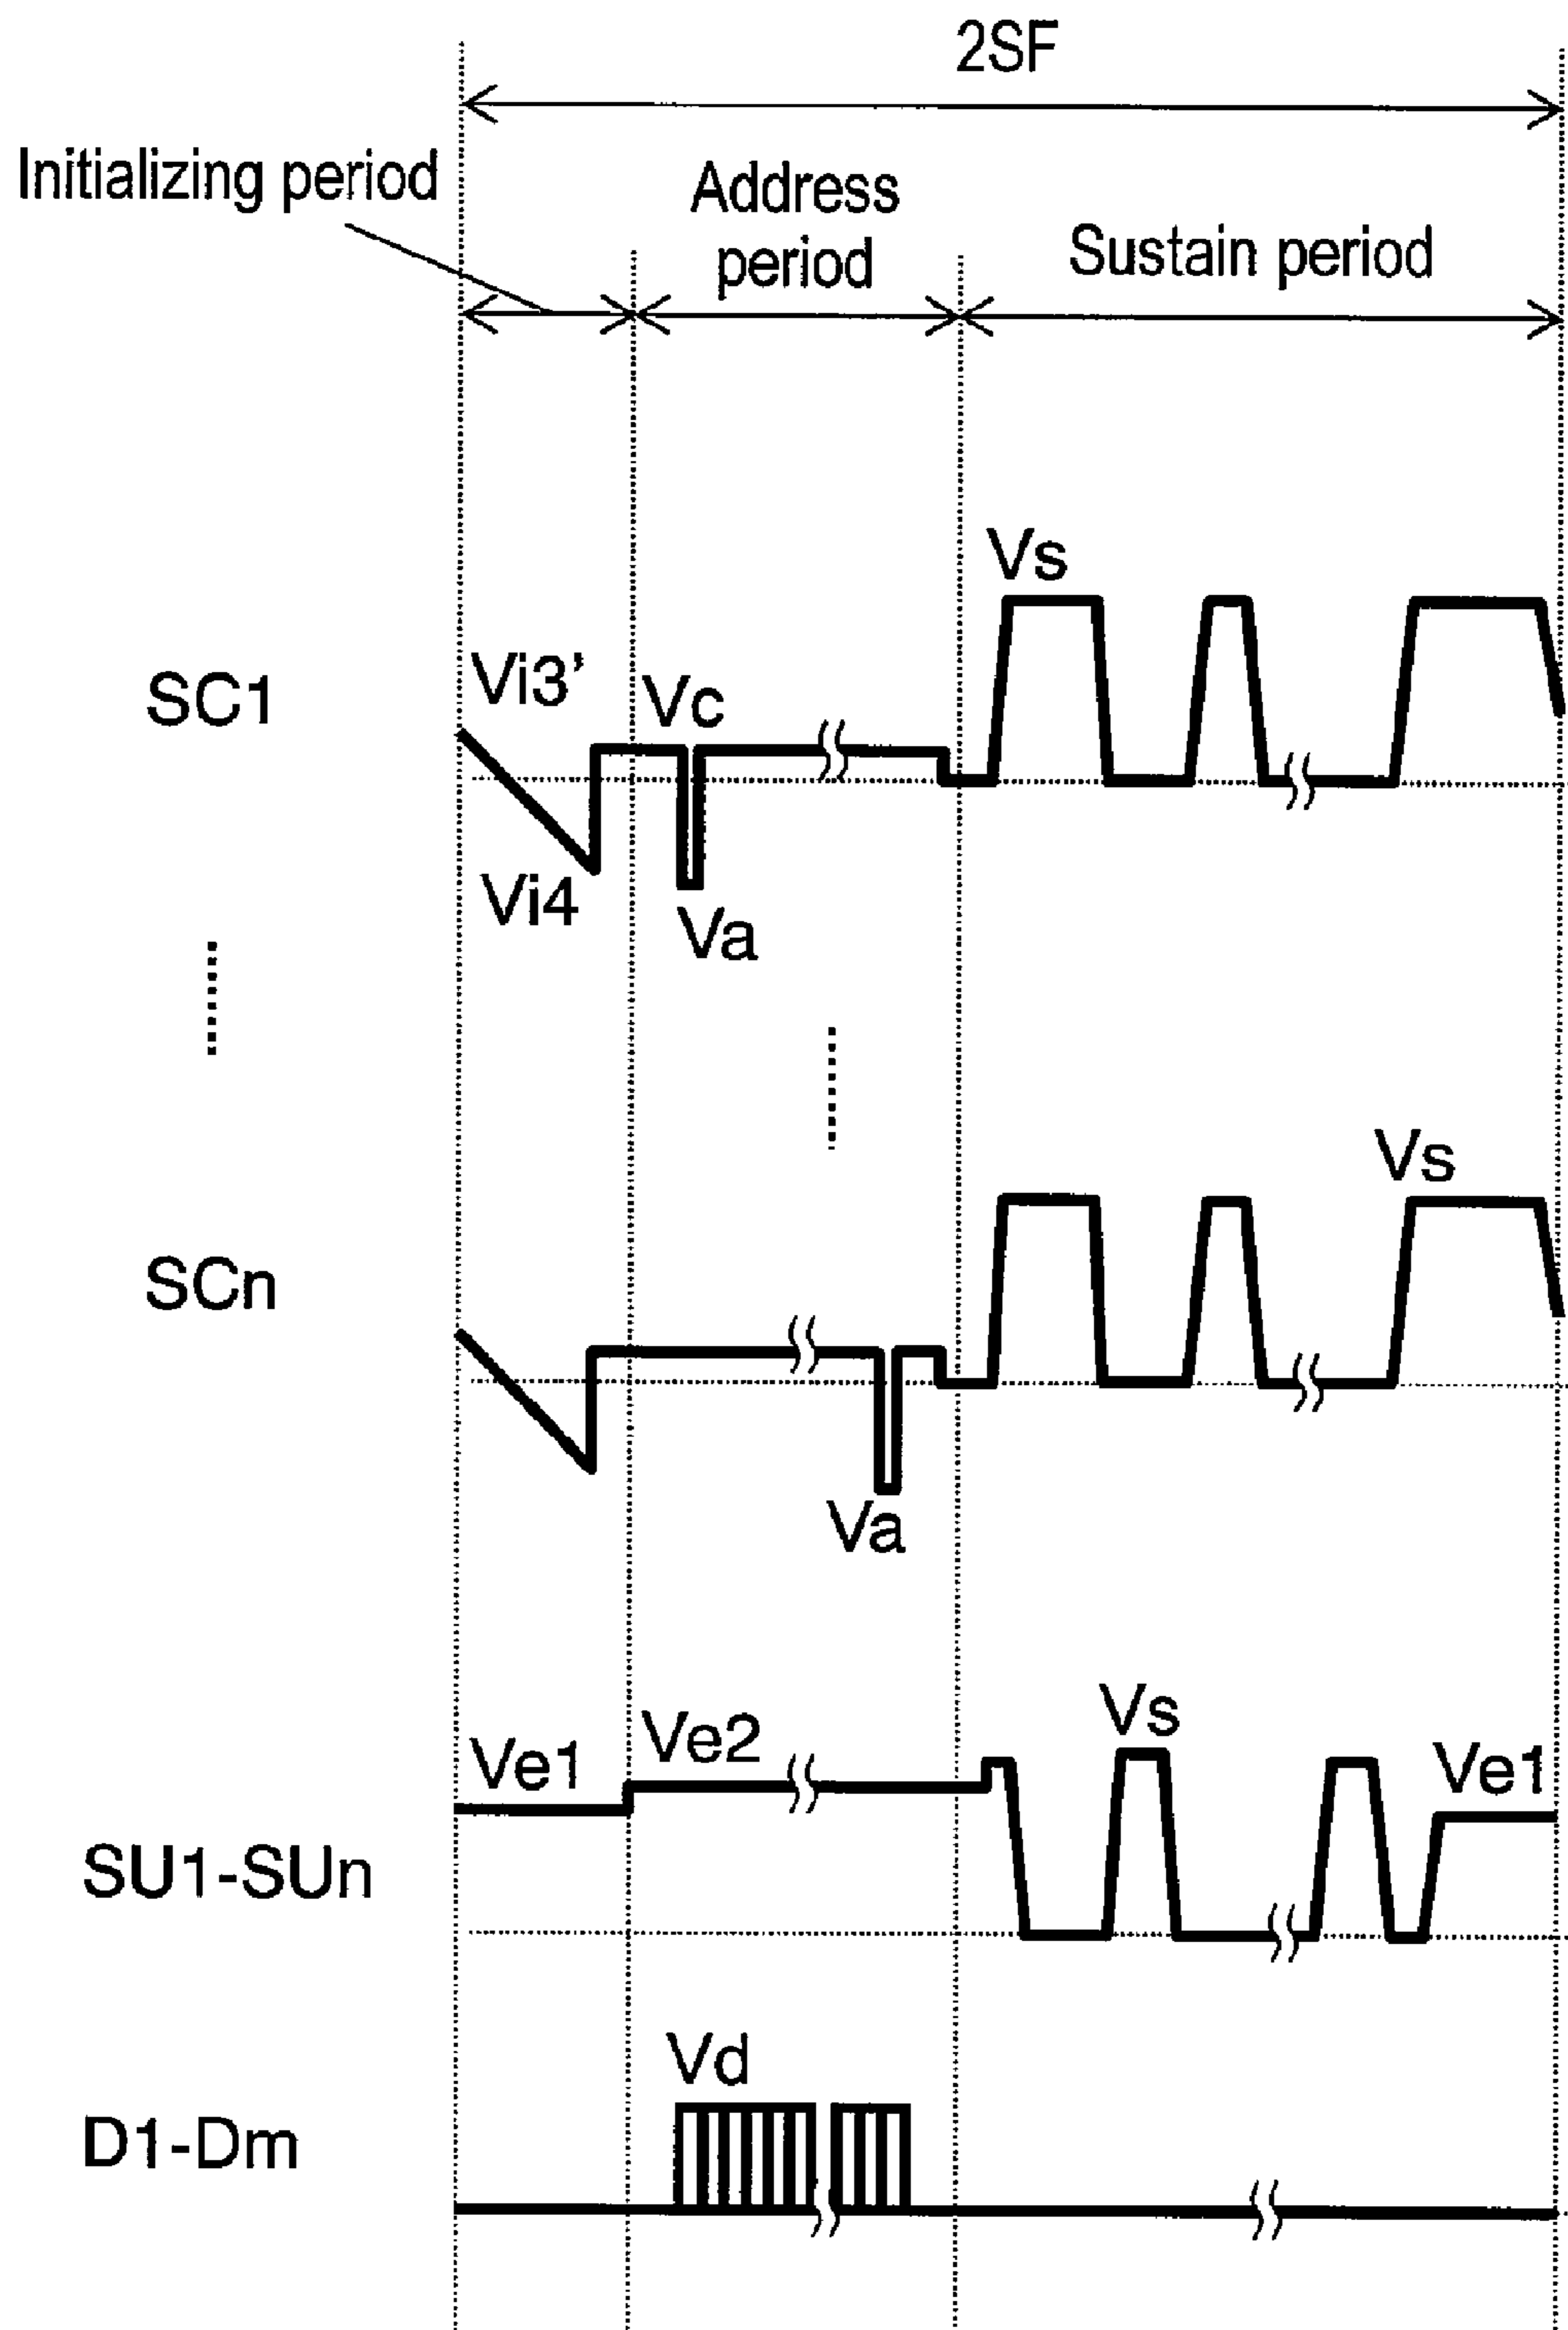 2SF
Initializing period
Address
period
Sustain period
Vs
SC1
Vi3’
Vc
Vi4
Va
Vs
SCn
Va
Vs
Ve1
Ve2
Ve1
SU1-SUn
Vd
D1-Dm